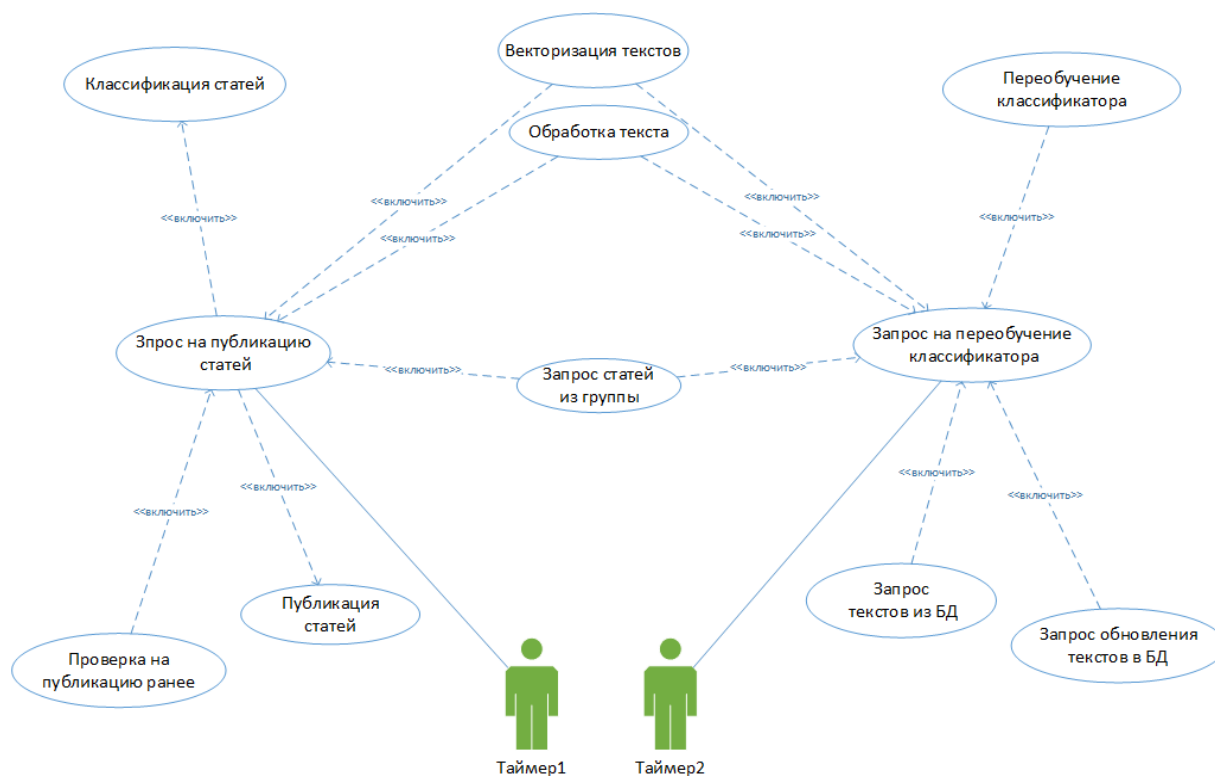 Векторизация текстов
Классификация статей
Переобучение
классификатора
Обработка текста
<<включить>>
<<включить>>
<<включить>>
<<включить>>
<<включить>>
<<включить>>
Зпрос на публикацию
статей
Запрос на переобучение
классификатора
<<включить>>
<<включить>>
Запрос статей
из группы
<<включить>>
<<включить>>
<<включить>>
<<включить>>
Запрос
текстов из БД
Публикация
статей
Запрос обновления
текстов в БД
Проверка на
публикацию ранее
Таймер1
Таймер2